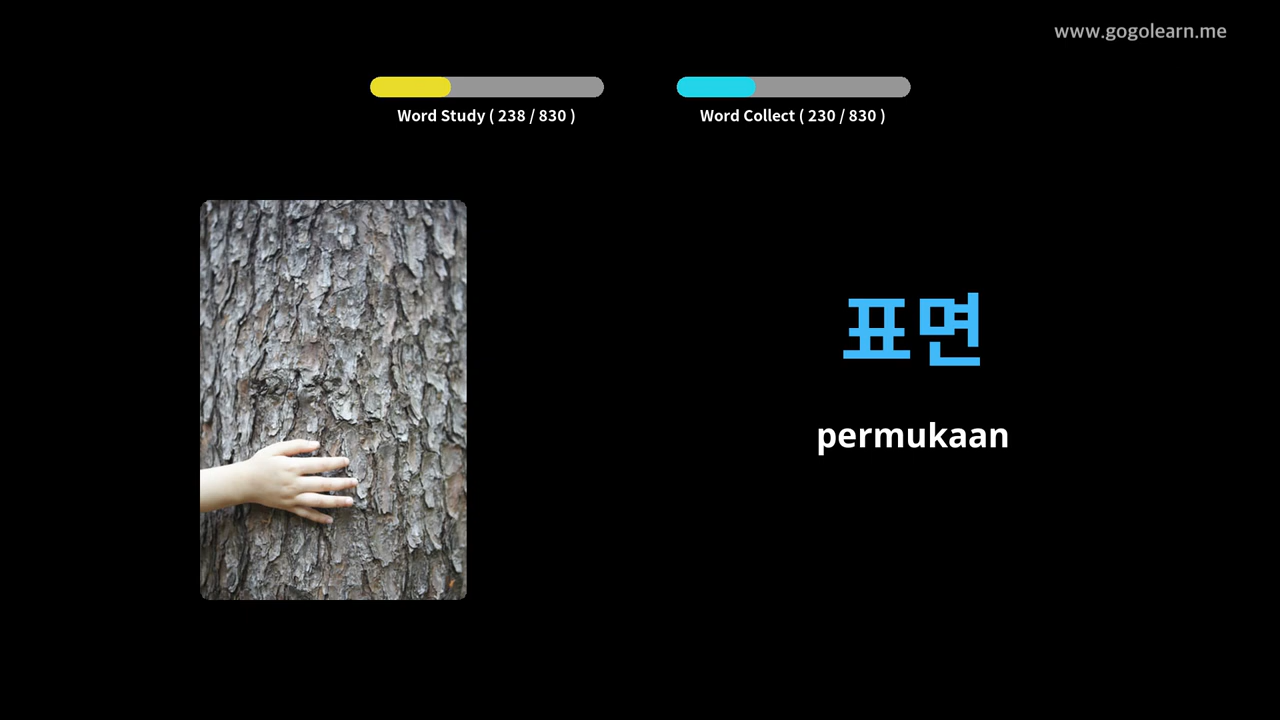 www.gogolearn.me
Word Study ( 238 / 830 )
Word Collect ( 230 / 830 )
표면
permukaan